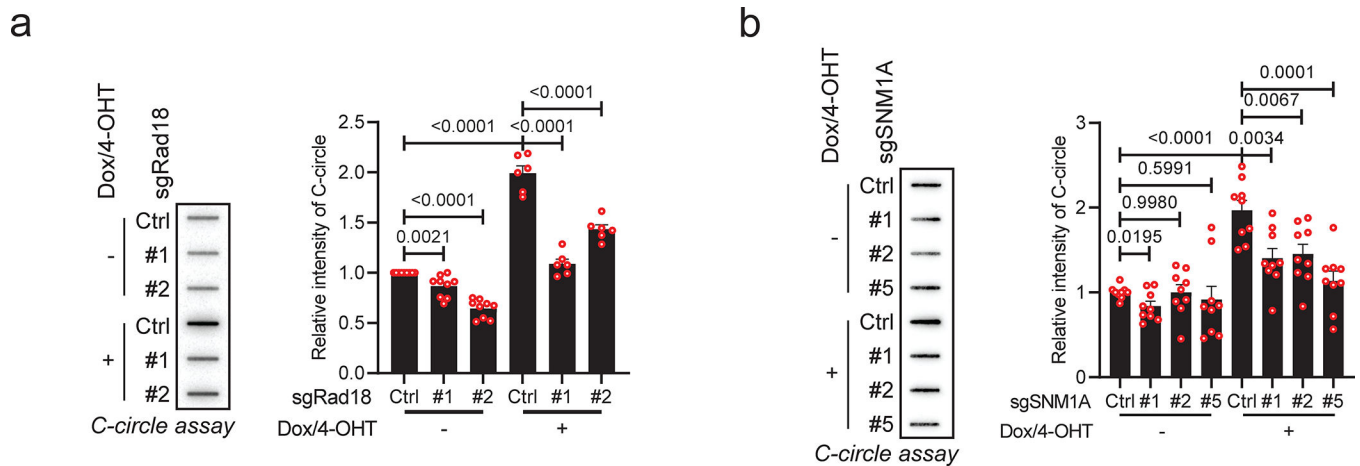 a
Dox/4-OHT
sgRad18
-
Ctrl
#1
#2
+
Ctrl
#1
#2
C-circle assay
Relative intensity of C-circle
2.5
2.0
1.5
1.0
0.5
0.0
<0.0001
<0.0001
<0.0001
<0.0001
0.0021
sgRad18 Ctrl #1 #2 Ctrl #1 #2
Dox/4-OHT - +
b
Dox/4-OHT
sgSNM1A
-
Ctrl
#1
#2
#5
+
Ctrl
#1
#2
#5
C-circle assay
Relative intensity of C-circle
3
2
1
0
0.0001
0.0067
<0.0001
0.0034
0.5991
0.9980
0.0195
sgSNM1A Ctrl #1 #2 #5 Ctrl #1 #2 #5
Dox/4-OHT - +